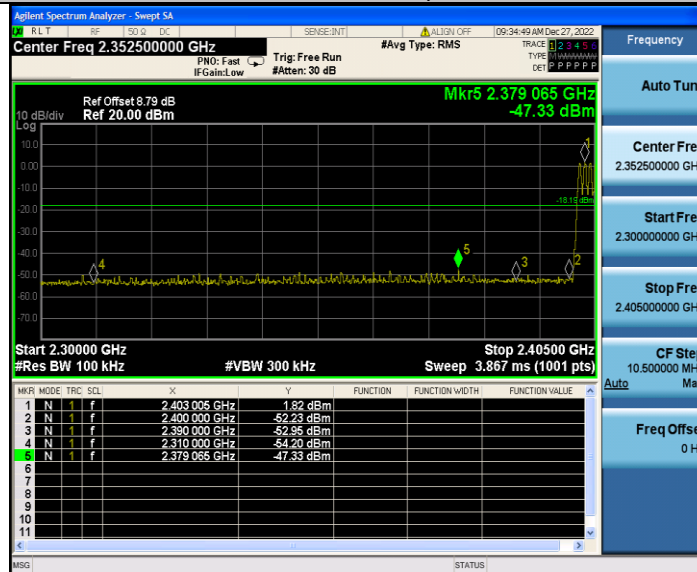 Agilent Spectrum Analyzer - Swept SA
RLT RF 50 Ω DC SENSE:INT ALIGN OFF 09:34:49 AM Dec 27, 2022
Center Freq 2.352500000 GHz #Avg Type: RMS TRACE 1 2 3 4 5 6
PNO: Fast Trig: Free Run TYPE M
IFGain:Low #Atten: 30 dB DET P P P P P P
Mkr5 2.379 065 GHz
-47.33 dBm
Ref Offset 8.79 dB
10 dB/div Ref 20.00 dBm
Log
10.0
0.00
-10.0
-20.0
-30.0
-40.0
-50.0
-60.0
-70.0
1
-18.19 dBm
4
5
3
2
Start 2.30000 GHz Stop 2.40500 GHz
#Res BW 100 kHz #VBW 300 kHz Sweep 3.867 ms (1001 pts)
MKR MODE TRC SCL X Y FUNCTION FUNCTION WIDTH FUNCTION VALUE
1 N 1 f 2.403 005 GHz 1.82 dBm
2 N 1 f 2.400 000 GHz -52.23 dBm
3 N 1 f 2.390 000 GHz -52.95 dBm
4 N 1 f 2.310 000 GHz -54.20 dBm
5 N 1 f 2.379 065 GHz -47.33 dBm
6
7
8
9
10
11
MSG STATUS
Frequency
Auto Tun
Center Fre
2.352500000 GH
Start Fre
2.300000000 GH
Stop Fre
2.405000000 GH
CF Ste
10.500000 MH
Auto Ma
Freq Offse
0 H